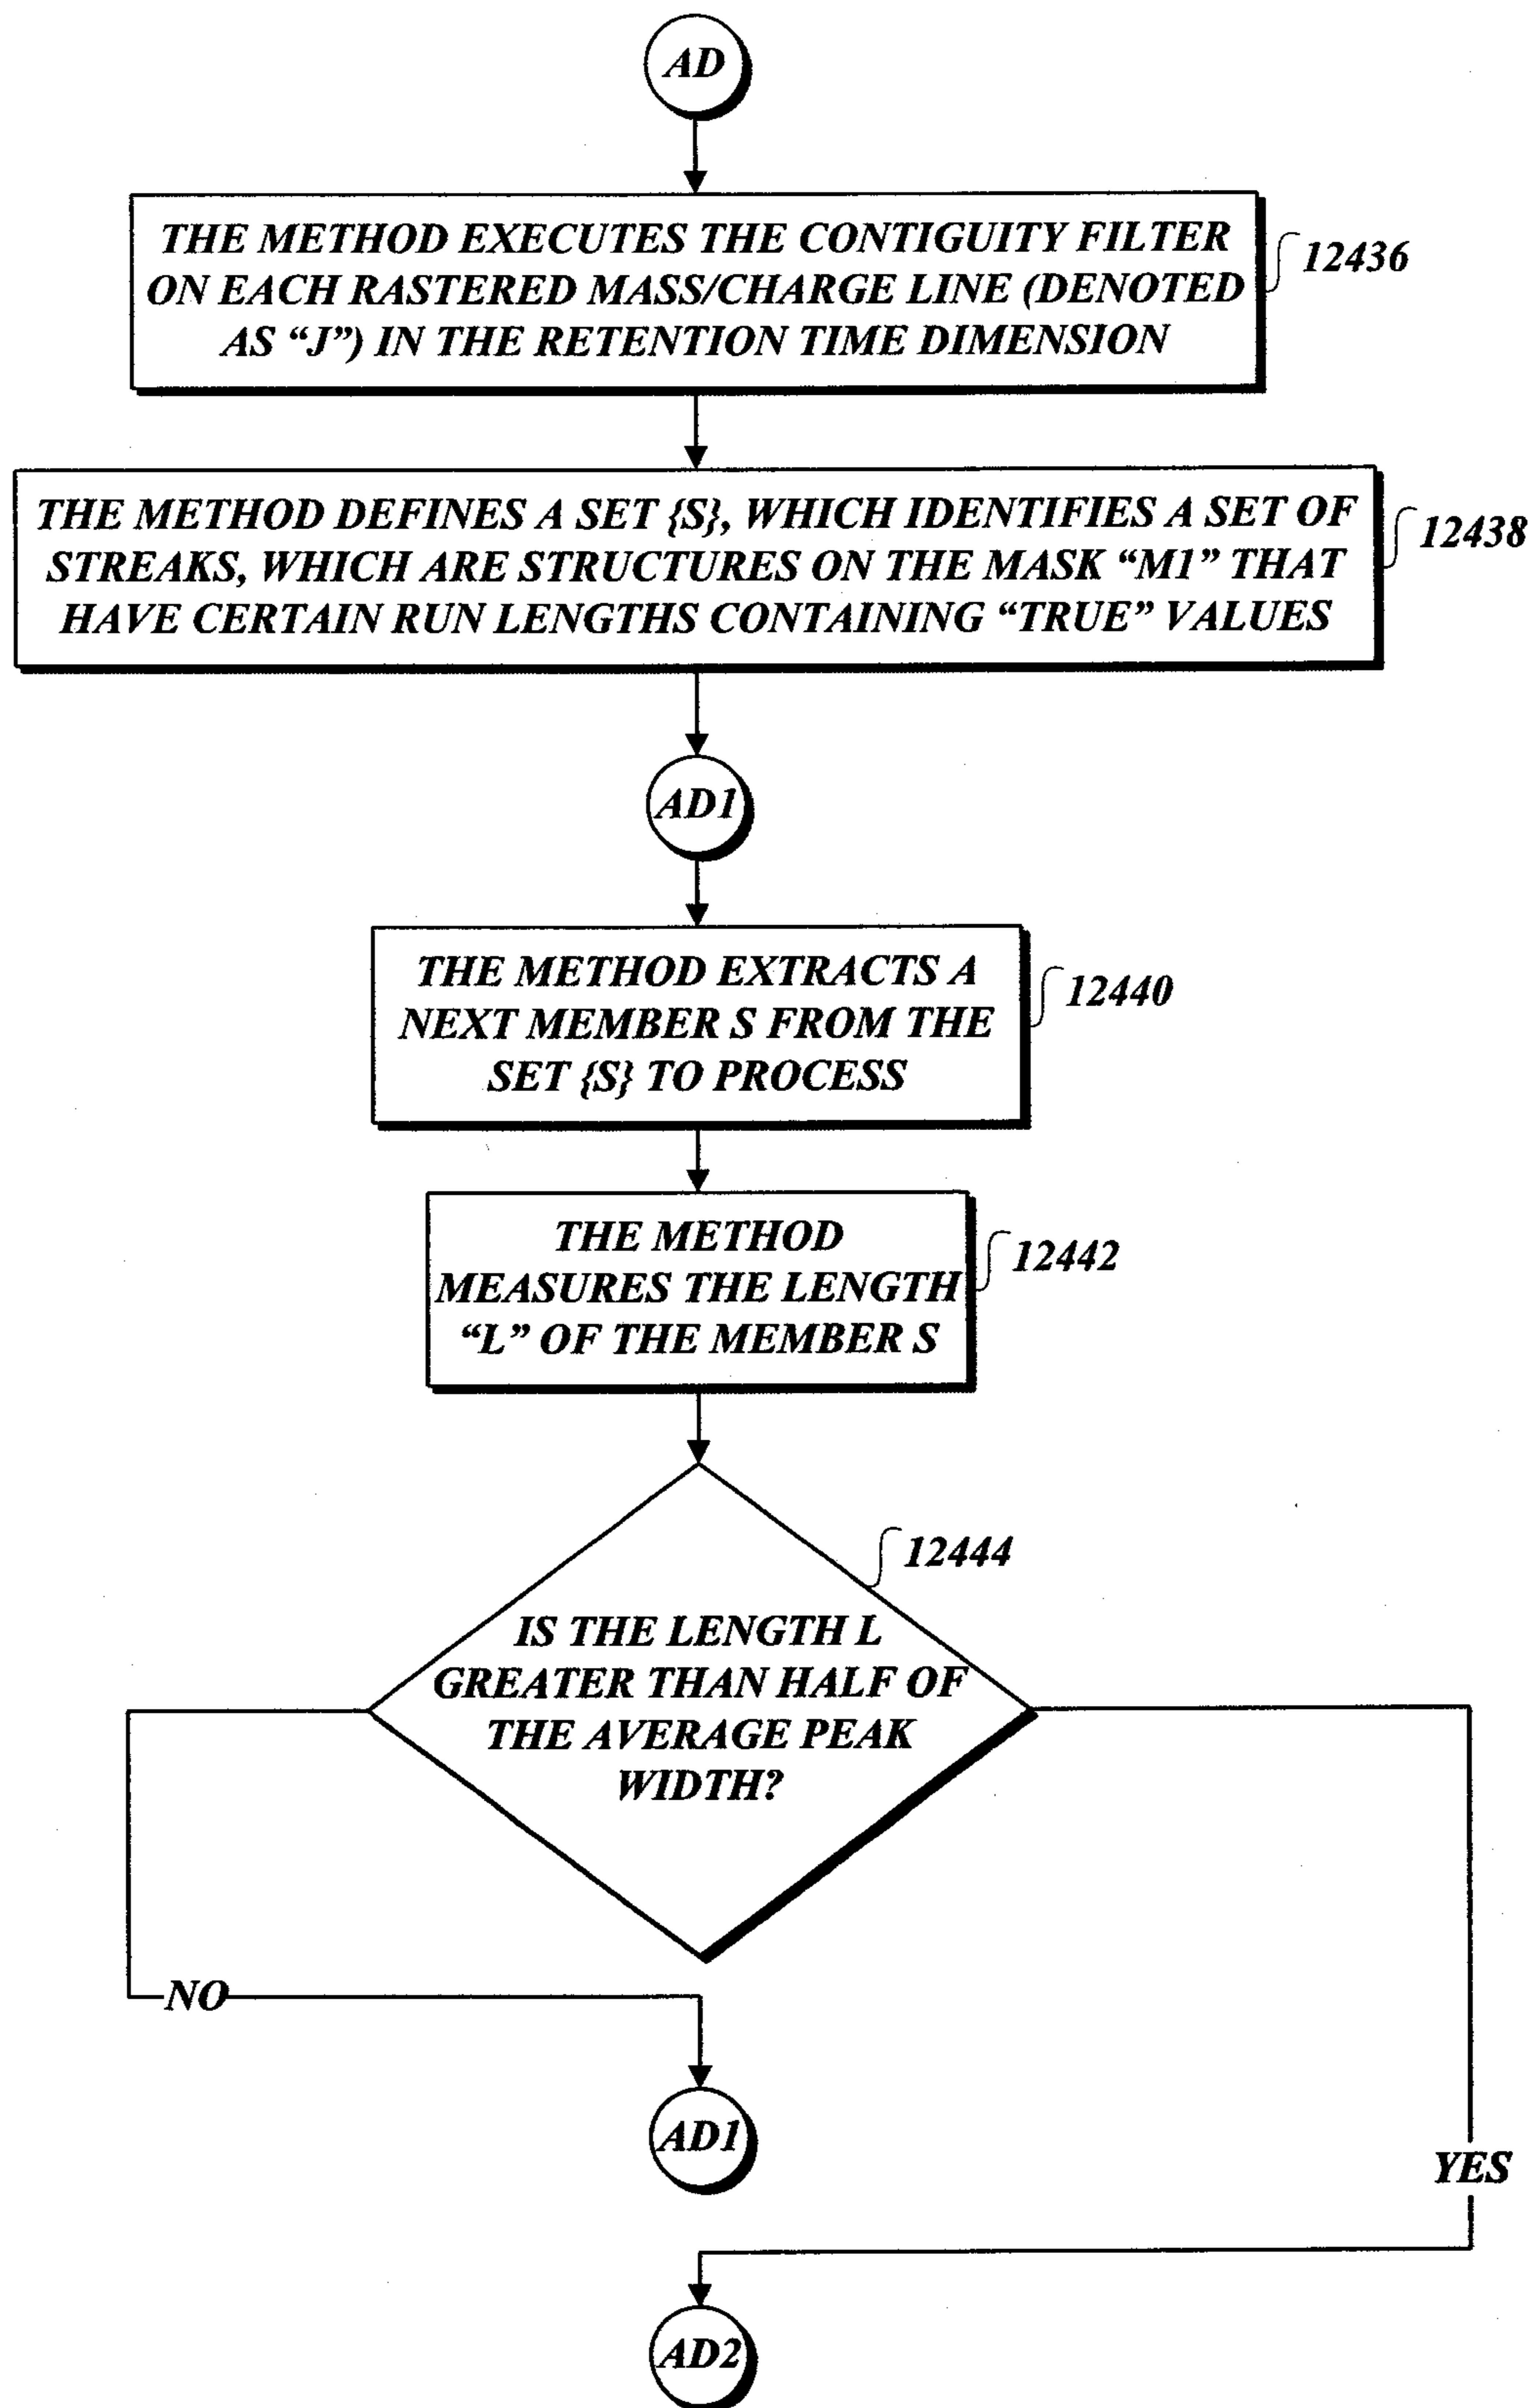 AD
THE METHOD EXECUTES THE CONTIGUITY FILTER
ON EACH RASTERED MASS/CHARGE LINE (DENOTED
AS “J”) IN THE RETENTION TIME DIMENSION
12436
THE METHOD DEFINES A SET {S}, WHICH IDENTIFIES A SET OF
STREAKS, WHICH ARE STRUCTURES ON THE MASK “M1” THAT
HAVE CERTAIN RUN LENGTHS CONTAINING “TRUE” VALUES
12438
AD1
THE METHOD EXTRACTS A
NEXT MEMBER S FROM THE
SET {S} TO PROCESS
12440
THE METHOD
MEASURES THE LENGTH
“L” OF THE MEMBER S
12442
12444
IS THE LENGTH L
GREATER THAN HALF OF
THE AVERAGE PEAK
WIDTH?
NO
AD1
YES
AD2